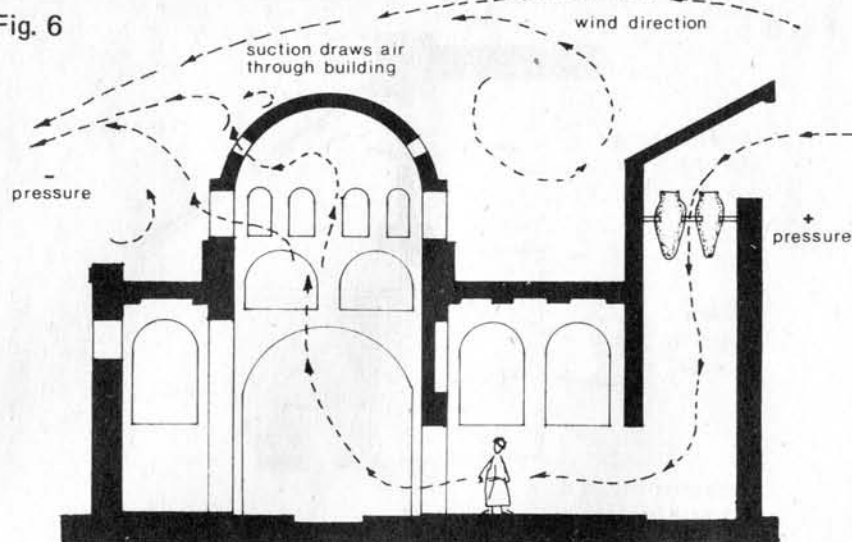 Fig. 6
wind direction
suction draws air
through building
–
pressure
+
pressure